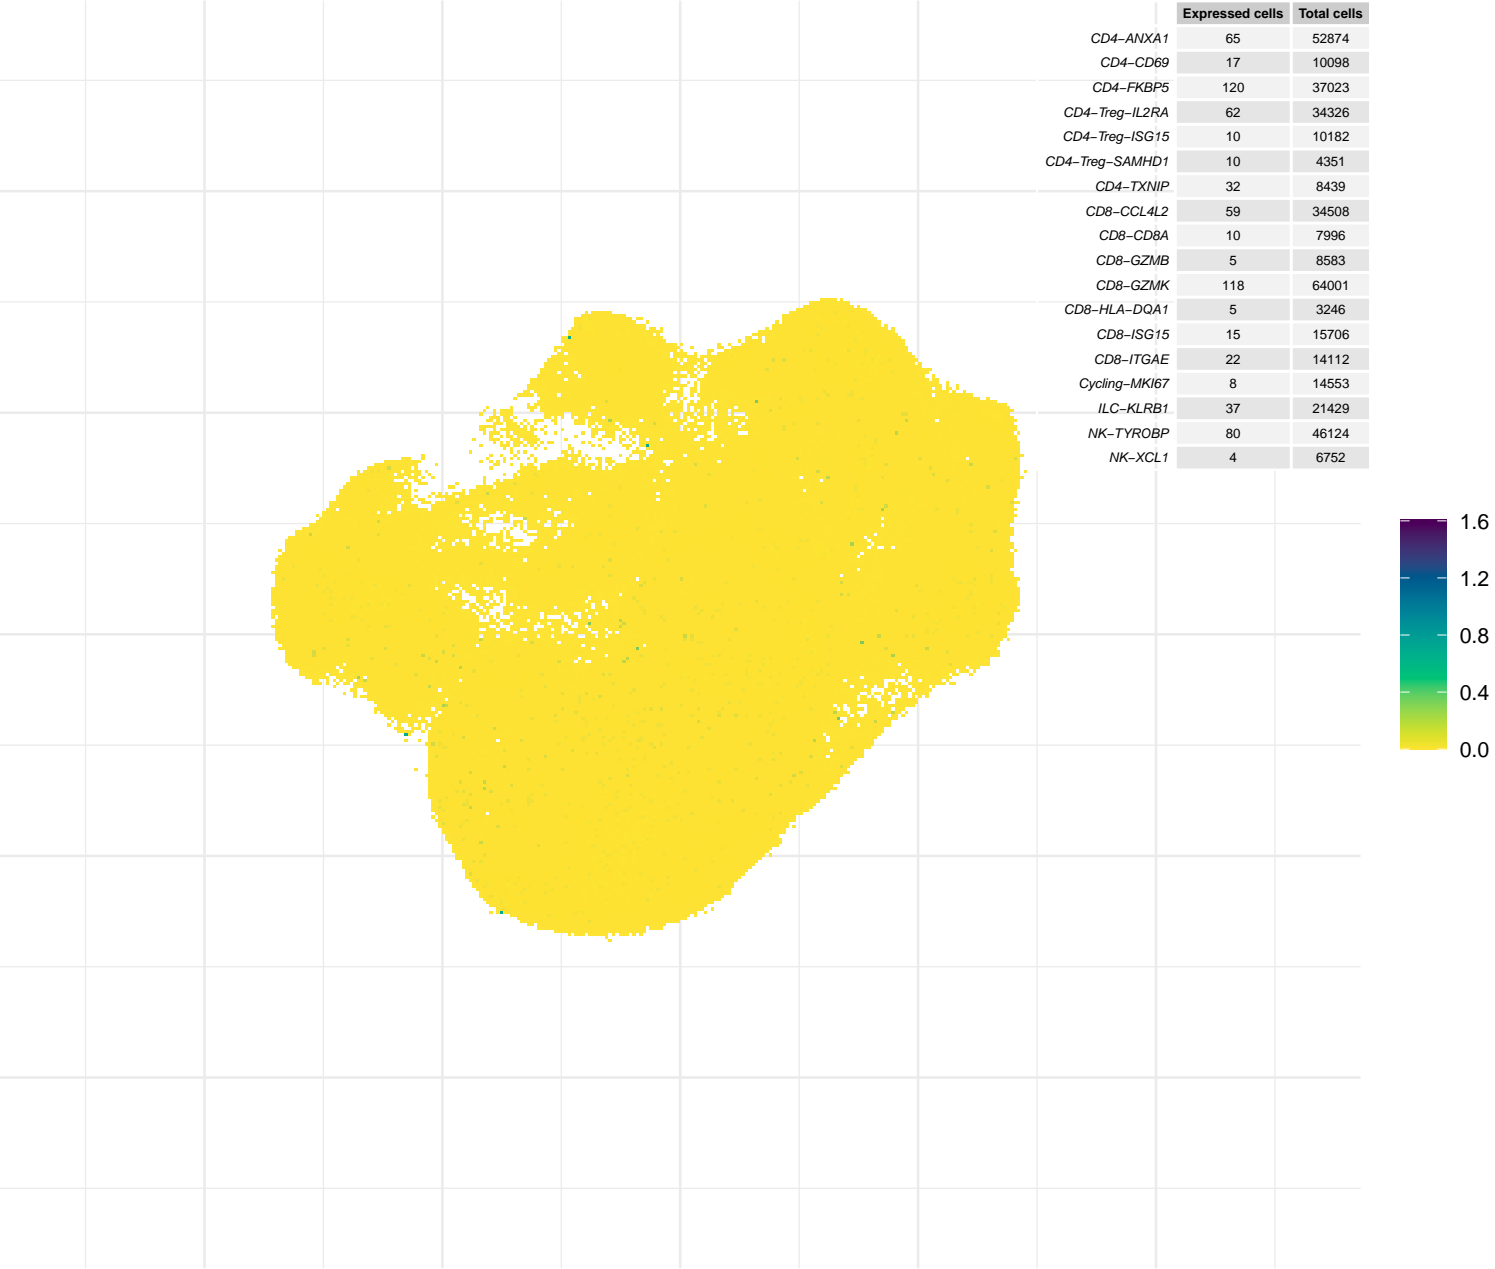 Expressed cells Total cells
CD4−ANXA1 65 52874
CD4−CD69 17 10098
CD4−FKBP5 120 37023
CD4−Treg−IL2RA 62 34326
CD4−Treg−ISG15 10 10182
CD4−Treg−SAMHD1 10 4351
CD4−TXNIP 32 8439
CD8−CCL4L2 59 34508
CD8−CD8A 10 7996
CD8−GZMB 5 8583
CD8−GZMK 118 64001
CD8−HLA−DQA1 5 3246
CD8−ISG15 15 15706
CD8−ITGAE 22 14112
Cycling−MKI67 8 14553
ILC−KLRB1 37 21429
NK−TYROBP 80 46124
NK−XCL1 4 6752
1.6
1.2
0.8
0.4
0.0